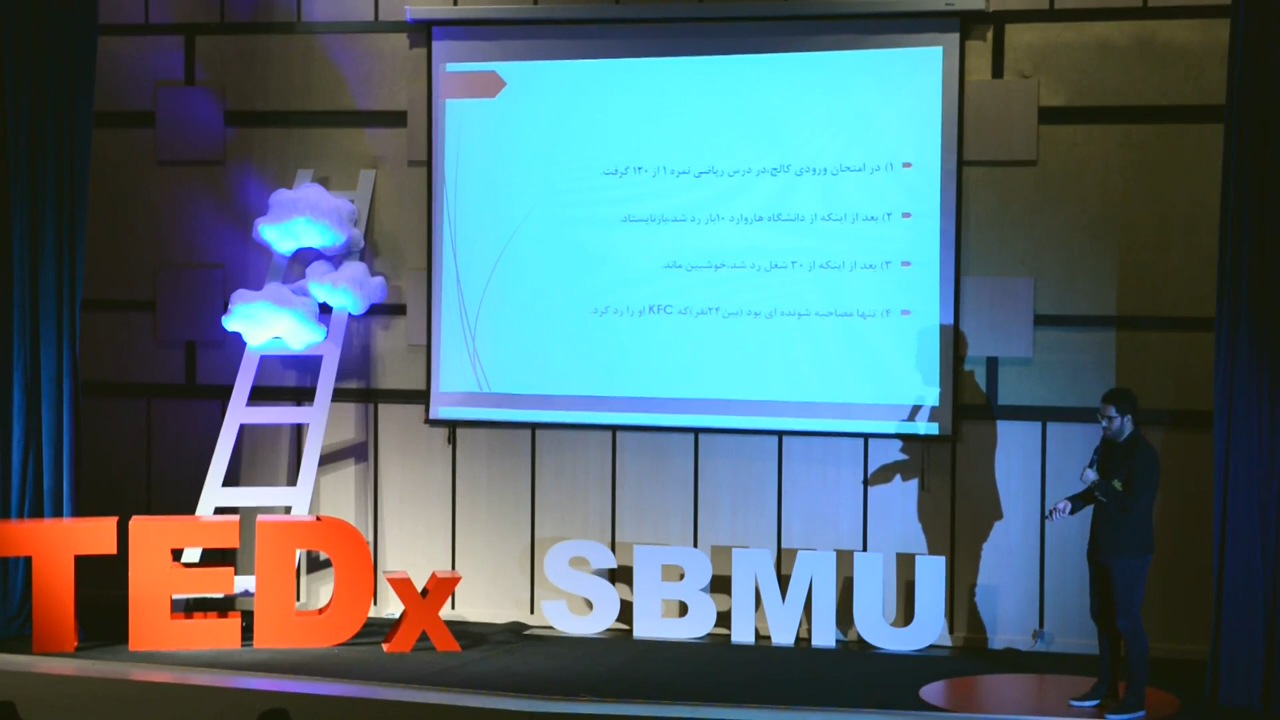 ۱) در امتحان ورودی کالج،در درس ریاضی نمره ۱ از ۱۲۰ گرفت.
۲) بعد از اینکه از دانشگاه هاروارد ۱۰بار رد شد،بازنایستاد.
۳) بعد از اینکه از ۳۰ شغل رد شد،خوشبین ماند.
۴) تنها مصاحبه شونده ای بود (بین۲۴نفر)که KFC او را رد کرد.
TEDx SBMU